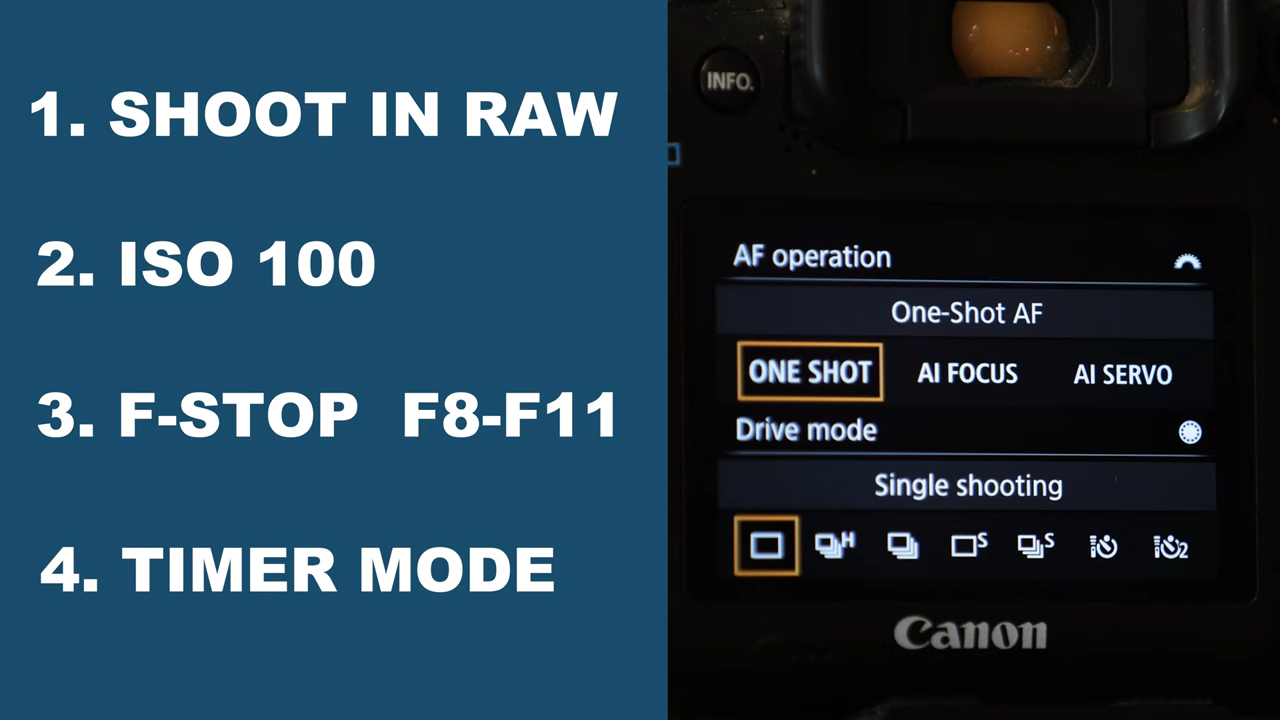 1. SHOOT IN RAW
2. ISO 100
3. F-STOP F8-F11
4. TIMER MODE
INFO.
AF operation
One-Shot AF
ONE SHOT AI FOCUS AI SERVO
Drive mode
Single shooting
H S S 2
Canon